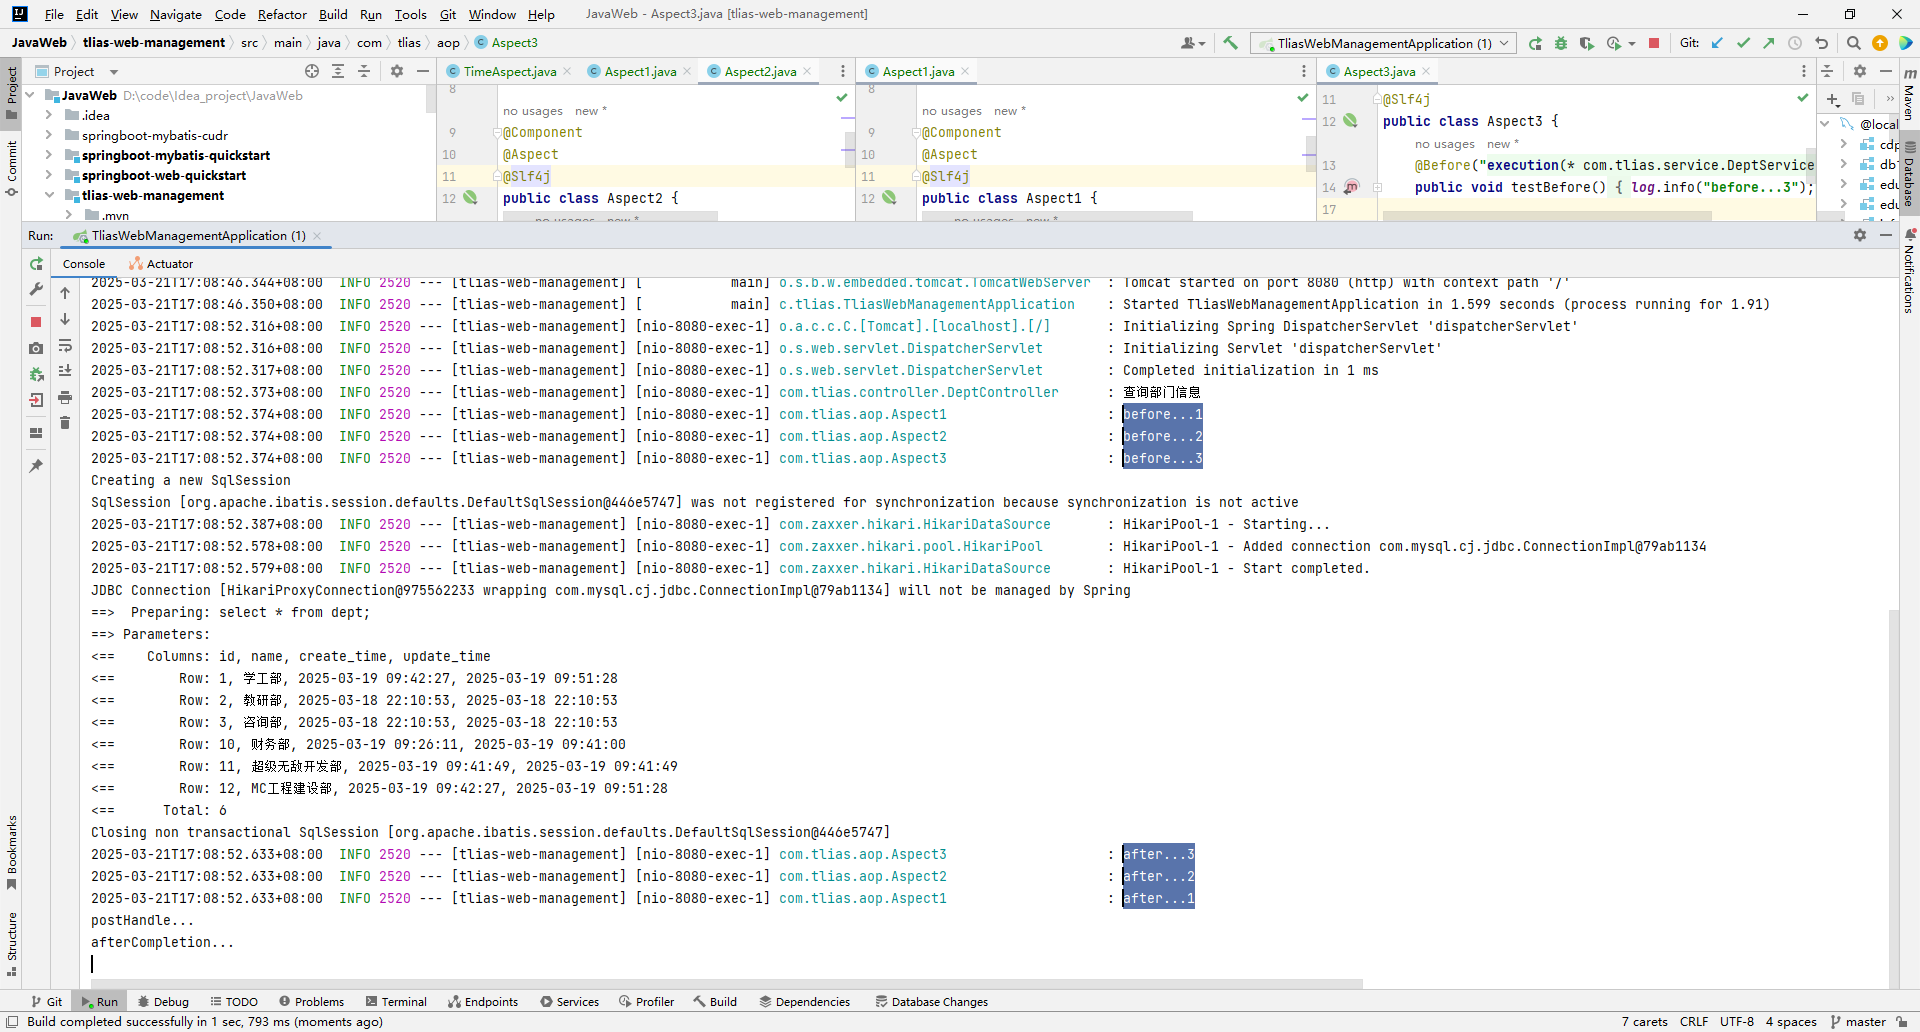 File Edit View Navigate Code Refactor Build Run Tools Git Window Help JavaWeb - Aspect3.java [tlias-web-management]
JavaWeb tlias-web-management src main java com tlias aop Aspect3 TliasWebManagementApplication (1) Git:
Project
TimeAspect.java Aspect1.java Aspect2.java
Aspect1.java
Aspect3.java
Project
Commit
JavaWeb D:\code\Idea_project\JavaWeb
.idea
springboot-mybatis-cudr
springboot-mybatis-quickstart
springboot-web-quickstart
tlias-web-management
.mvn
8
no usages new *
9 @Component
10 @Aspect
11 @Slf4j
12 public class Aspect2 {
no usages new *
8
no usages new *
9 @Component
10 @Aspect
11 @Slf4j
12 public class Aspect1 {
no usages new *
11 @Slf4j
12 public class Aspect3 {
no usages new *
13 @Before("execution(* com.tlias.service.DeptService
14 public void testBefore() { log.info("before...3");
17
@local
cdp
db
edu
edu
Maven
Database
Notifications
Run: TliasWebManagementApplication (1)
Console Actuator
2025-03-21T17:08:46.344+08:00 INFO 2520 --- [tlias-web-management] [ main] o.s.b.w.embedded.tomcat.TomcatWebServer : Tomcat started on port 8080 (http) with context path '/'
2025-03-21T17:08:46.350+08:00 INFO 2520 --- [tlias-web-management] [ main] c.tlias.TliasWebManagementApplication : Started TliasWebManagementApplication in 1.599 seconds (process running for 1.91)
2025-03-21T17:08:52.316+08:00 INFO 2520 --- [tlias-web-management] [nio-8080-exec-1] o.a.c.c.C.[Tomcat].[localhost].[/] : Initializing Spring DispatcherServlet 'dispatcherServlet'
2025-03-21T17:08:52.316+08:00 INFO 2520 --- [tlias-web-management] [nio-8080-exec-1] o.s.web.servlet.DispatcherServlet : Initializing Servlet 'dispatcherServlet'
2025-03-21T17:08:52.317+08:00 INFO 2520 --- [tlias-web-management] [nio-8080-exec-1] o.s.web.servlet.DispatcherServlet : Completed initialization in 1 ms
2025-03-21T17:08:52.373+08:00 INFO 2520 --- [tlias-web-management] [nio-8080-exec-1] com.tlias.controller.DeptController : 查询部门信息
2025-03-21T17:08:52.374+08:00 INFO 2520 --- [tlias-web-management] [nio-8080-exec-1] com.tlias.aop.Aspect1 : before...1
2025-03-21T17:08:52.374+08:00 INFO 2520 --- [tlias-web-management] [nio-8080-exec-1] com.tlias.aop.Aspect2 : before...2
2025-03-21T17:08:52.374+08:00 INFO 2520 --- [tlias-web-management] [nio-8080-exec-1] com.tlias.aop.Aspect3 : before...3
Creating a new SqlSession
SqlSession [org.apache.ibatis.session.defaults.DefaultSqlSession@446e5747] was not registered for synchronization because synchronization is not active
2025-03-21T17:08:52.387+08:00 INFO 2520 --- [tlias-web-management] [nio-8080-exec-1] com.zaxxer.hikari.HikariDataSource : HikariPool-1 - Starting...
2025-03-21T17:08:52.578+08:00 INFO 2520 --- [tlias-web-management] [nio-8080-exec-1] com.zaxxer.hikari.pool.HikariPool : HikariPool-1 - Added connection com.mysql.cj.jdbc.ConnectionImpl@79ab1134
2025-03-21T17:08:52.579+08:00 INFO 2520 --- [tlias-web-management] [nio-8080-exec-1] com.zaxxer.hikari.HikariDataSource : HikariPool-1 - Start completed.
JDBC Connection [HikariProxyConnection@975562233 wrapping com.mysql.cj.jdbc.ConnectionImpl@79ab1134] will not be managed by Spring
==> Preparing: select * from dept;
==> Parameters:
<== Columns: id, name, create_time, update_time
<== Row: 1, 学工部, 2025-03-19 09:42:27, 2025-03-19 09:51:28
<== Row: 2, 教研部, 2025-03-18 22:10:53, 2025-03-18 22:10:53
<== Row: 3, 咨询部, 2025-03-18 22:10:53, 2025-03-18 22:10:53
<== Row: 10, 财务部, 2025-03-19 09:26:11, 2025-03-19 09:41:00
<== Row: 11, 超级无敌开发部, 2025-03-19 09:41:49, 2025-03-19 09:41:49
<== Row: 12, MC工程建设部, 2025-03-19 09:42:27, 2025-03-19 09:51:28
<== Total: 6
Closing non transactional SqlSession [org.apache.ibatis.session.defaults.DefaultSqlSession@446e5747]
2025-03-21T17:08:52.633+08:00 INFO 2520 --- [tlias-web-management] [nio-8080-exec-1] com.tlias.aop.Aspect3 : after...3
2025-03-21T17:08:52.633+08:00 INFO 2520 --- [tlias-web-management] [nio-8080-exec-1] com.tlias.aop.Aspect2 : after...2
2025-03-21T17:08:52.633+08:00 INFO 2520 --- [tlias-web-management] [nio-8080-exec-1] com.tlias.aop.Aspect1 : after...1
postHandle...
afterCompletion...
Bookmarks
Structure
Git Run Debug TODO Problems Terminal Endpoints Services Profiler Build Dependencies Database Changes
Build completed successfully in 1 sec, 793 ms (moments ago) 7 carets CRLF UTF-8 4 spaces master